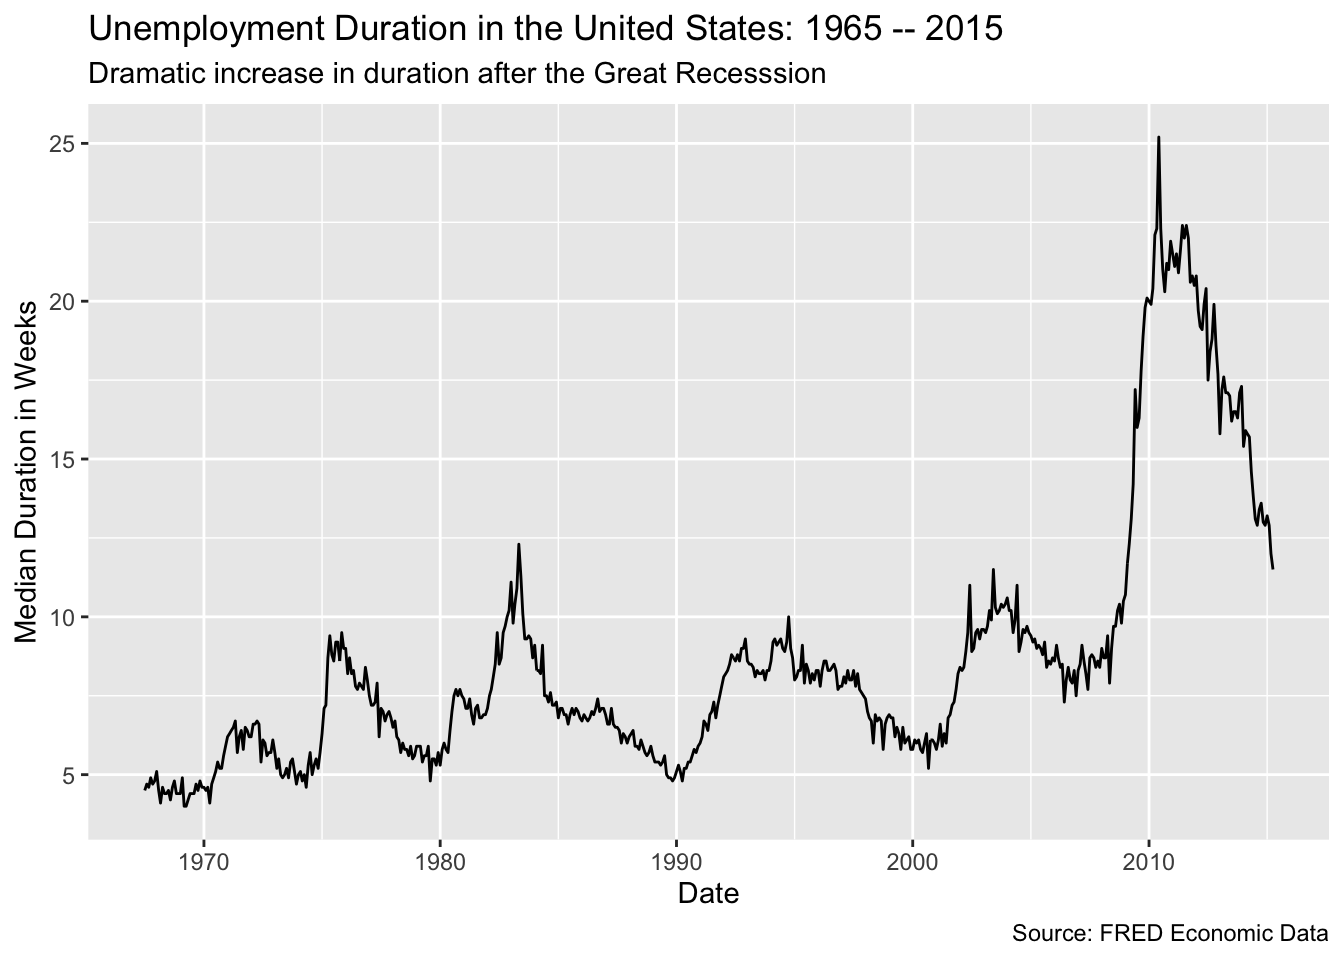 Unemployment Duration in the United States: 1965 -- 2015
Dramatic increase in duration after the Great Recesssion
25
20
15
10
5
Median Duration in Weeks
1970
1980
1990
2000
2010
Date
Source: FRED Economic Data